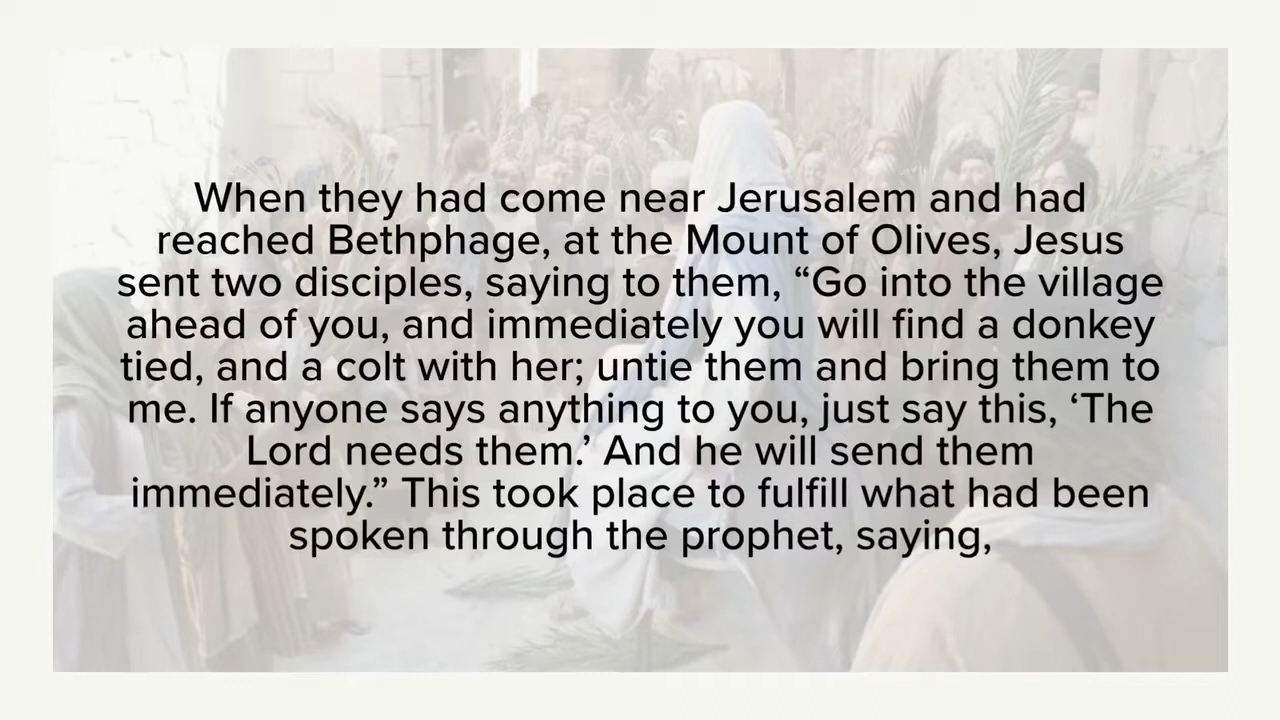 When they had come near Jerusalem and had
reached Bethphage, at the Mount of Olives, Jesus
sent two disciples, saying to them, “Go into the village
ahead of you, and immediately you will find a donkey
tied, and a colt with her; untie them and bring them to
me. If anyone says anything to you, just say this, ‘The
Lord needs them.’ And he will send them
immediately.” This took place to fulfill what had been
spoken through the prophet, saying,